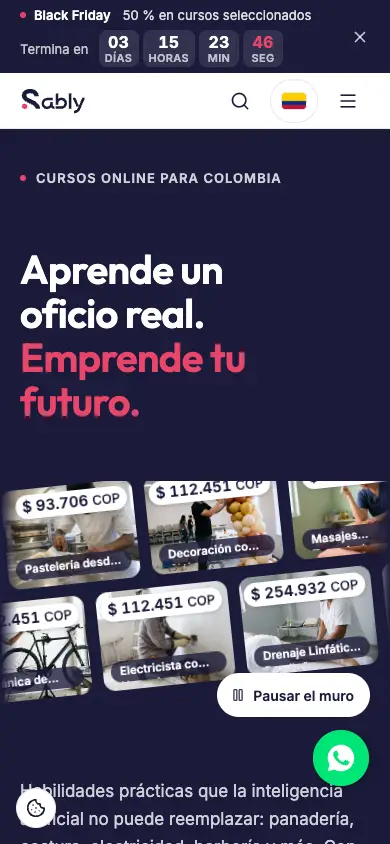 Black Friday 50 % en cursos seleccionados
Termina en 03 DÍAS 15 HORAS 23 MIN 46 SEG
Sably
CURSOS ONLINE PARA COLOMBIA
Aprende un
oficio real.
Emprende tu
futuro.
$ 93.706 COP
Pastelería desd...
$ 112.451 COP
Decoración co...
Masajes...
.451 COP
ánica de...
$ 112.451 COP
Electricista co...
$ 254.932 COP
Drenaje Linfátic...
Pausar el muro
Habilidades prácticas que la inteligencia
artificial no puede reemplazar: panadería,
costura, electricidad, barbería y más. Con